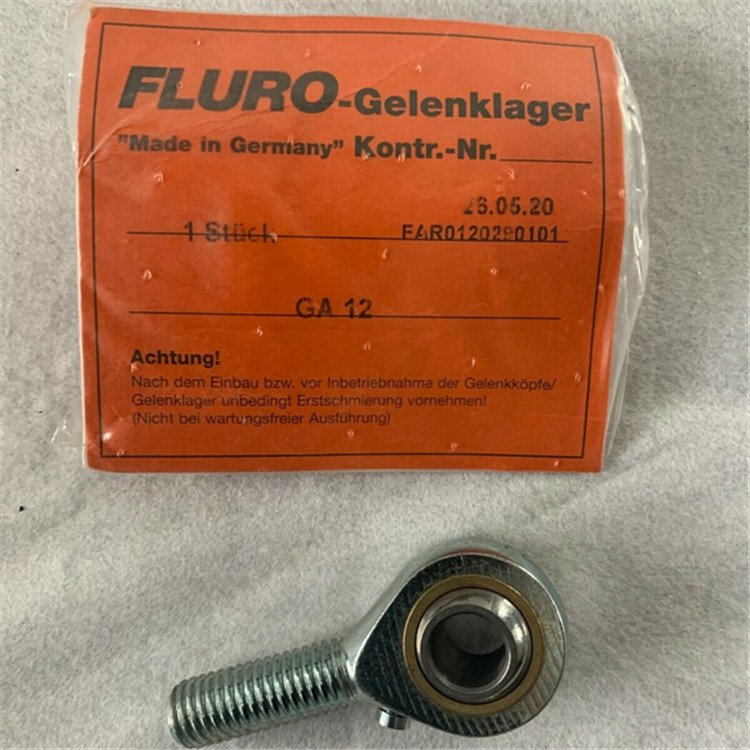 FLURO-Gelenklager
"Made in Germany" Kontr.-Nr.
26.05.20
1 Stück FAR0120290101
GA 12
Achtung!
Nach dem Einbau bzw. vor Inbetriebnahme der Gelenkköpfe/
Gelenklager unbedingt Erstschmierung vornehmen!
(Nicht bei wartungsfreier Ausführung)